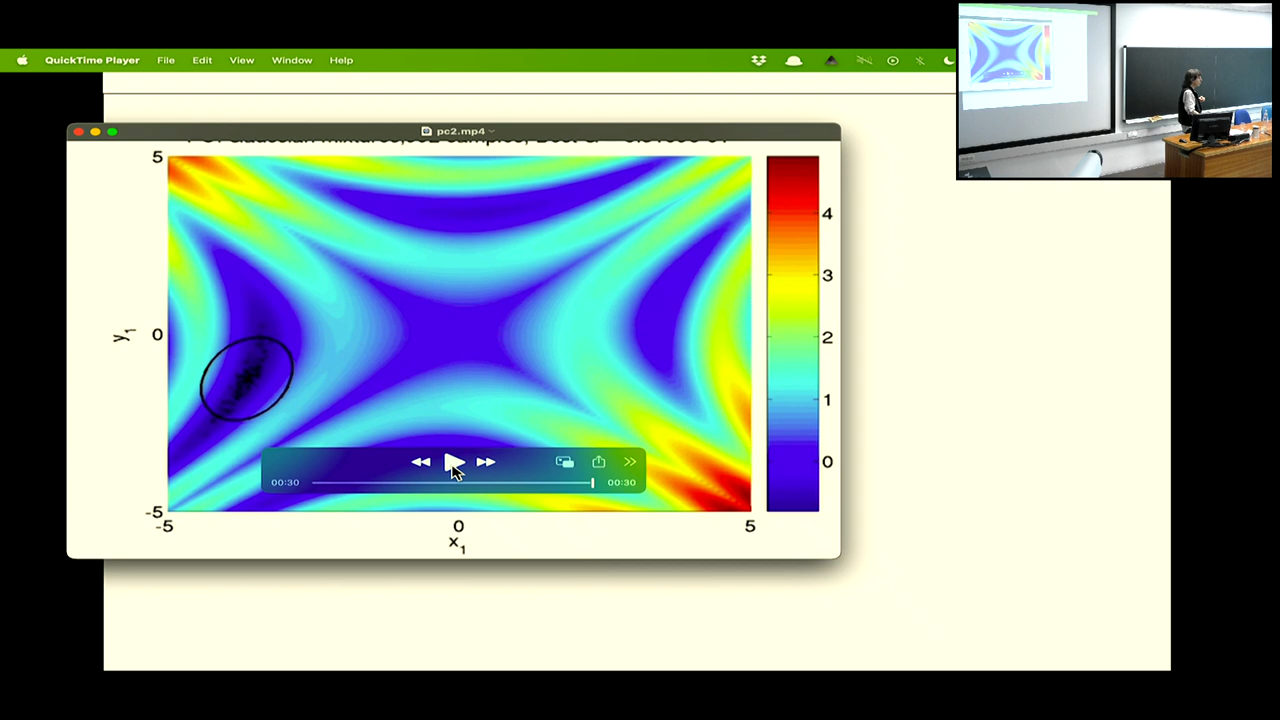 QuickTime Player File Edit View Window Help
pc2.mp4
5
0
-5
y1
-5 0 5
x1
4
3
2
1
0
00:30 00:30